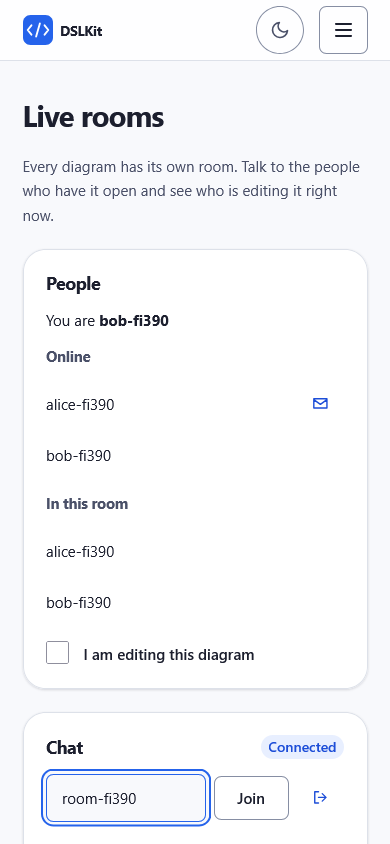 DSLKit
Live rooms
Every diagram has its own room. Talk to the people
who have it open and see who is editing it right
now.
People
You are bob-fi390
Online
alice-fi390
bob-fi390
In this room
alice-fi390
bob-fi390
I am editing this diagram
Chat
Connected
room-fi390
Join